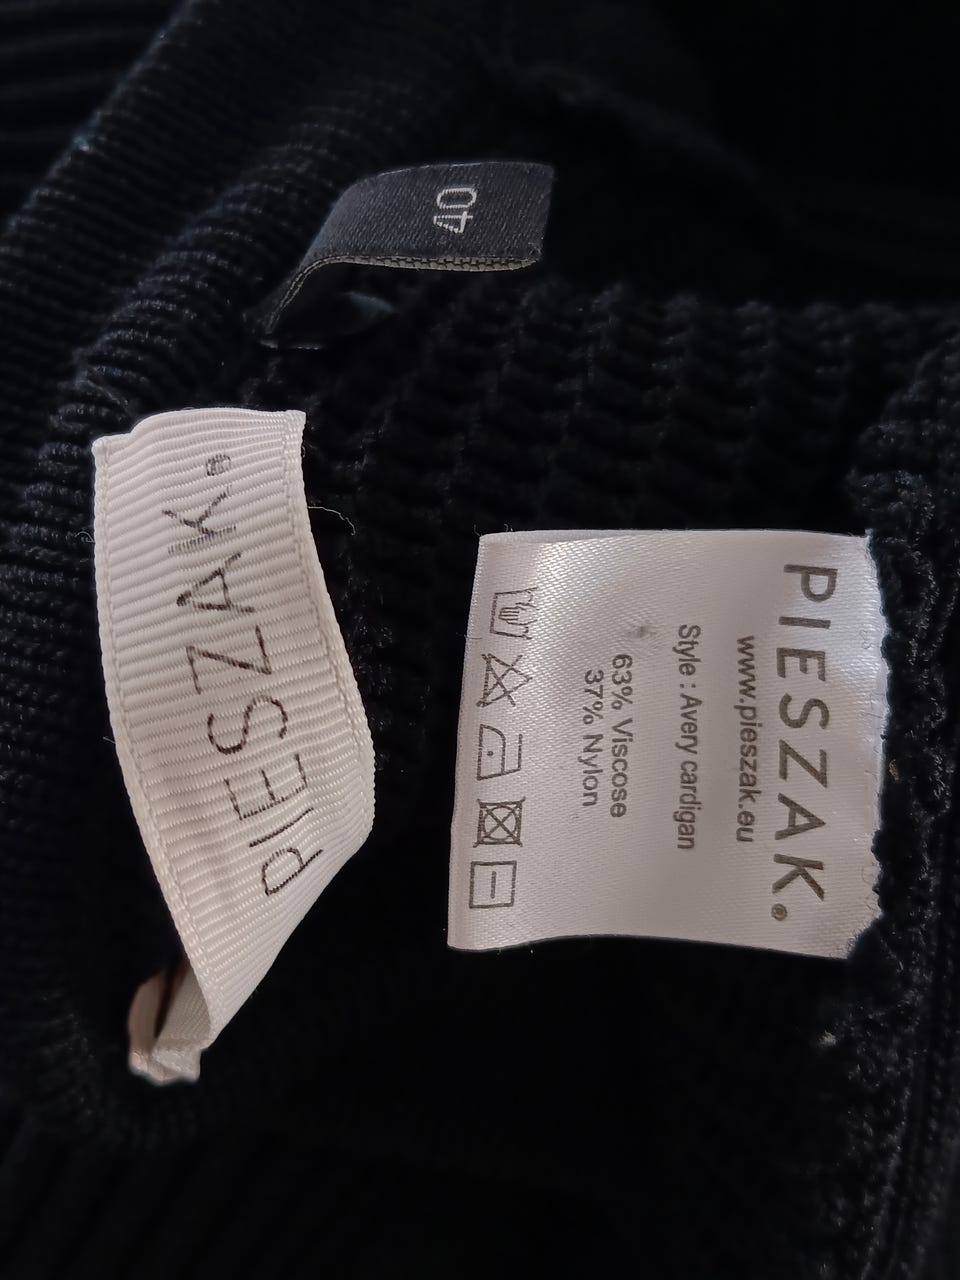 40
PIESZAK®
PIESZAK®
www.pieszak.eu
Style : Avery cardigan
63% Viscose
37% Nylon